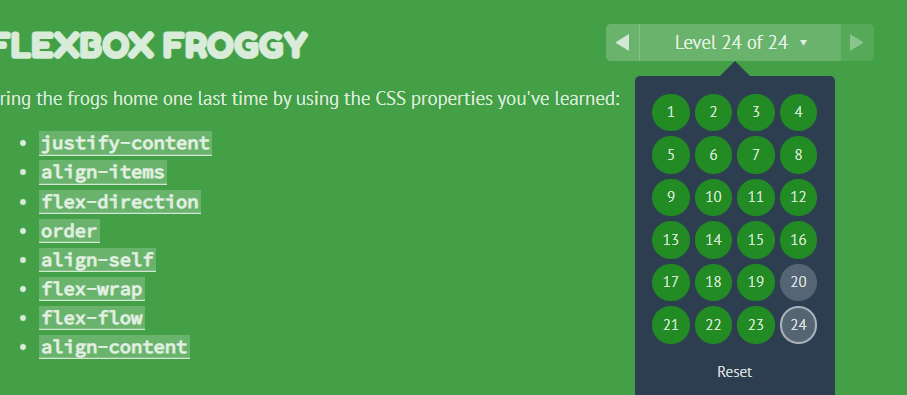 FLEXBOX FROGGY
Level 24 of 24
ring the frogs home one last time by using the CSS properties you've learned:
justify-content
align-items
flex-direction
order
align-self
flex-wrap
flex-flow
align-content
1 2 3 4
5 6 7 8
9 10 11 12
13 14 15 16
17 18 19 20
21 22 23 24
Reset